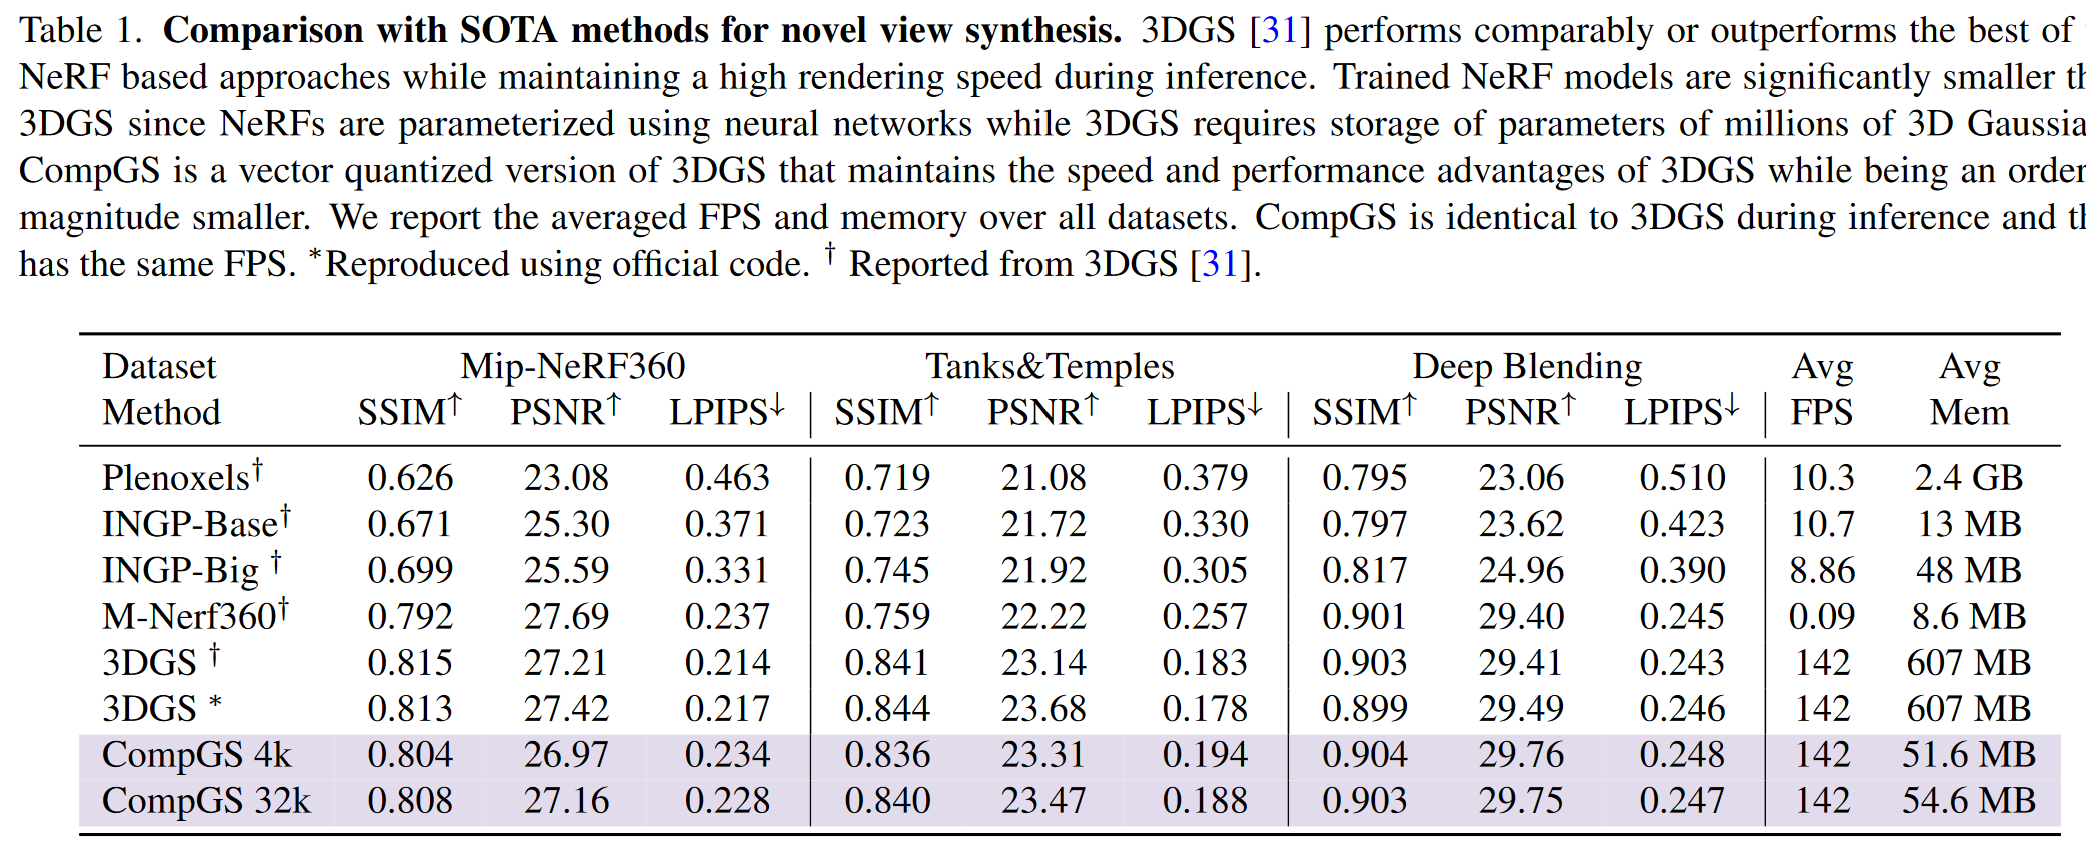 Table 1. Comparison with SOTA methods for novel view synthesis. 3DGS [31] performs comparably or outperforms the best of
NeRF based approaches while maintaining a high rendering speed during inference. Trained NeRF models are significantly smaller
3DGS since NeRFs are parameterized using neural networks while 3DGS requires storage of parameters of millions of 3D
CompGS is a vector quantized version of 3DGS that maintains the speed and performance advantages of 3DGS while being an order
magnitude smaller. We report the averaged FPS and memory over all datasets. CompGS is identical to 3DGS during inference and
has the same FPS. *Reproduced using official code. † Reported from 3DGS [31].
Dataset Mip-NeRF360 Tanks&Temples Deep Blending Avg Avg
Method SSIM↑ PSNR↑ LPIPS↓ SSIM↑ PSNR↑ LPIPS↓ SSIM↑ PSNR↑ LPIPS↓ FPS Mem
Plenoxels† 0.626 23.08 0.463 0.719 21.08 0.379 0.795 23.06 0.510 10.3 2.4 GB
INGP-Base† 0.671 25.30 0.371 0.723 21.72 0.330 0.797 23.62 0.423 10.7 13 MB
INGP-Big † 0.699 25.59 0.331 0.745 21.92 0.305 0.817 24.96 0.390 8.86 48 MB
M-Nerf360† 0.792 27.69 0.237 0.759 22.22 0.257 0.901 29.40 0.245 0.09 8.6 MB
3DGS † 0.815 27.21 0.214 0.841 23.14 0.183 0.903 29.41 0.243 142 607 MB
3DGS * 0.813 27.42 0.217 0.844 23.68 0.178 0.899 29.49 0.246 142 607 MB
CompGS 4k 0.804 26.97 0.234 0.836 23.31 0.194 0.904 29.76 0.248 142 51.6 MB
CompGS 32k 0.808 27.16 0.228 0.840 23.47 0.188 0.903 29.75 0.247 142 54.6 MB